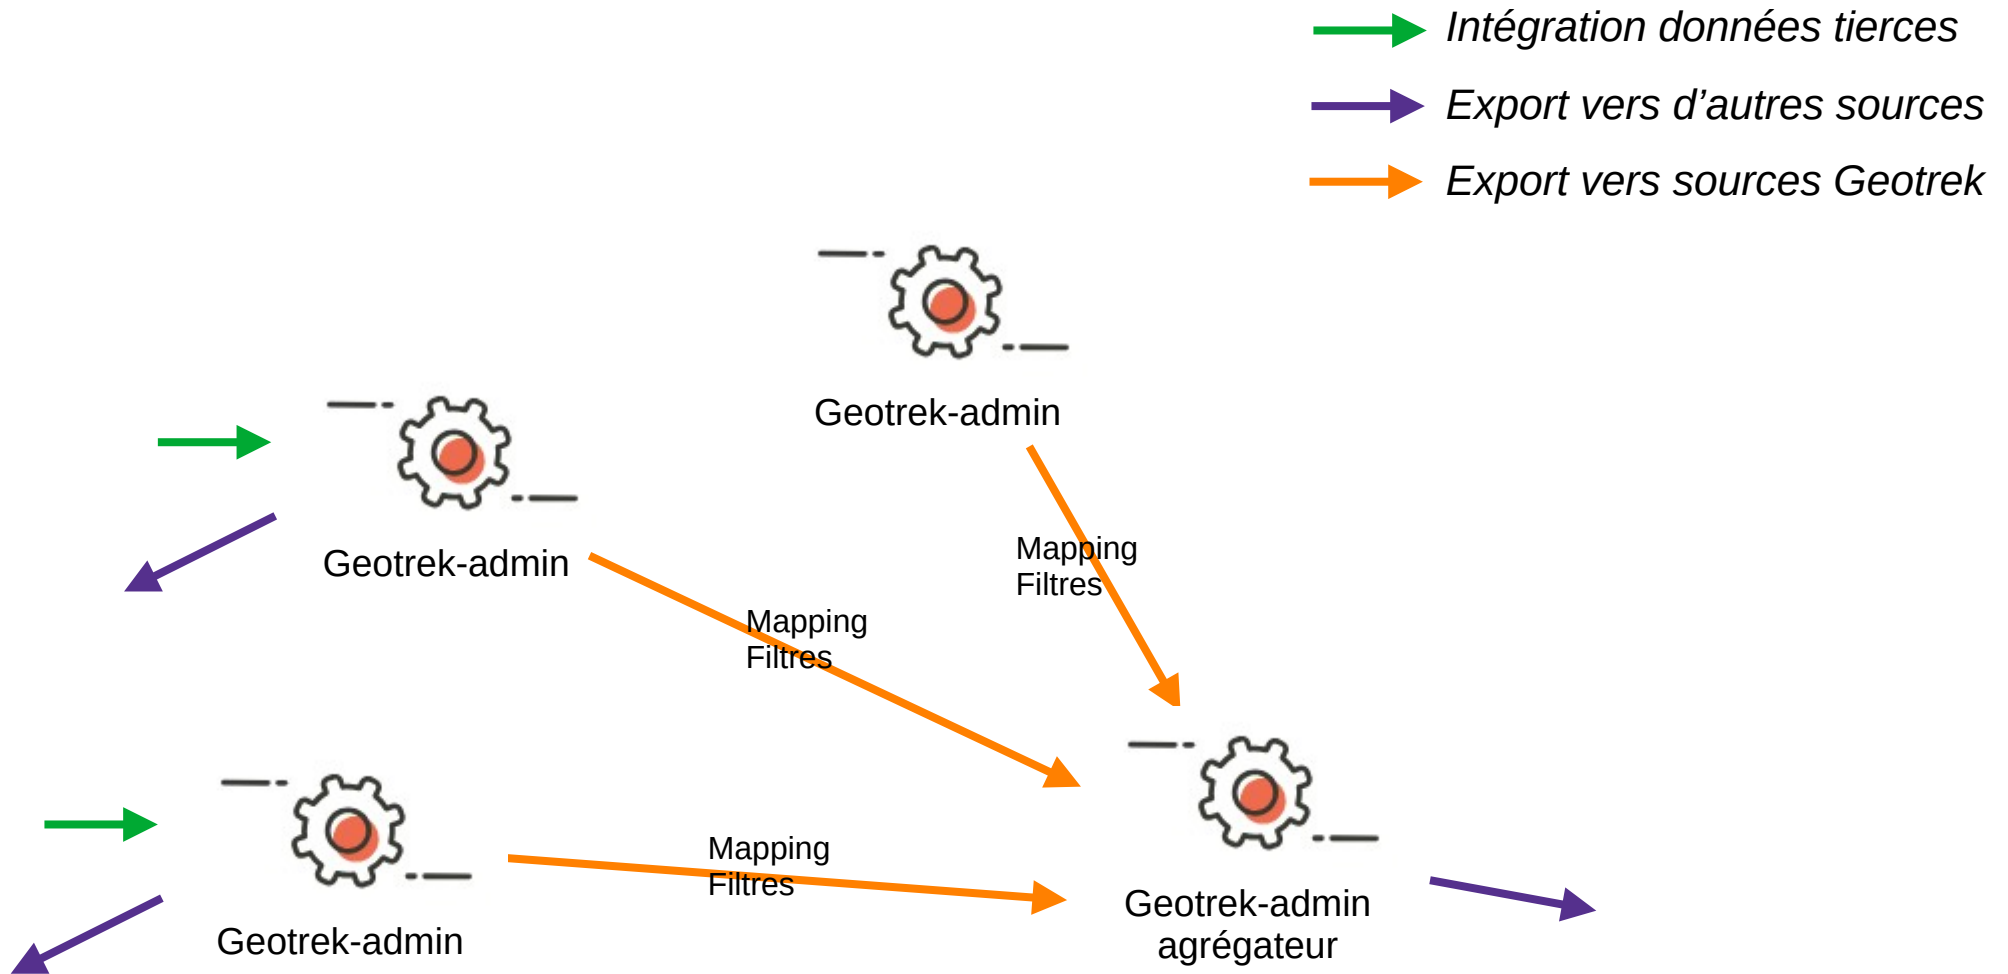 Intégration données tierces
Export vers d’autres sources
Export vers sources Geotrek
Geotrek-admin
Geotrek-admin
Mapping
Filtres
Mapping
Filtres
Mapping
Filtres
Geotrek-admin
agrégateur
Geotrek-admin